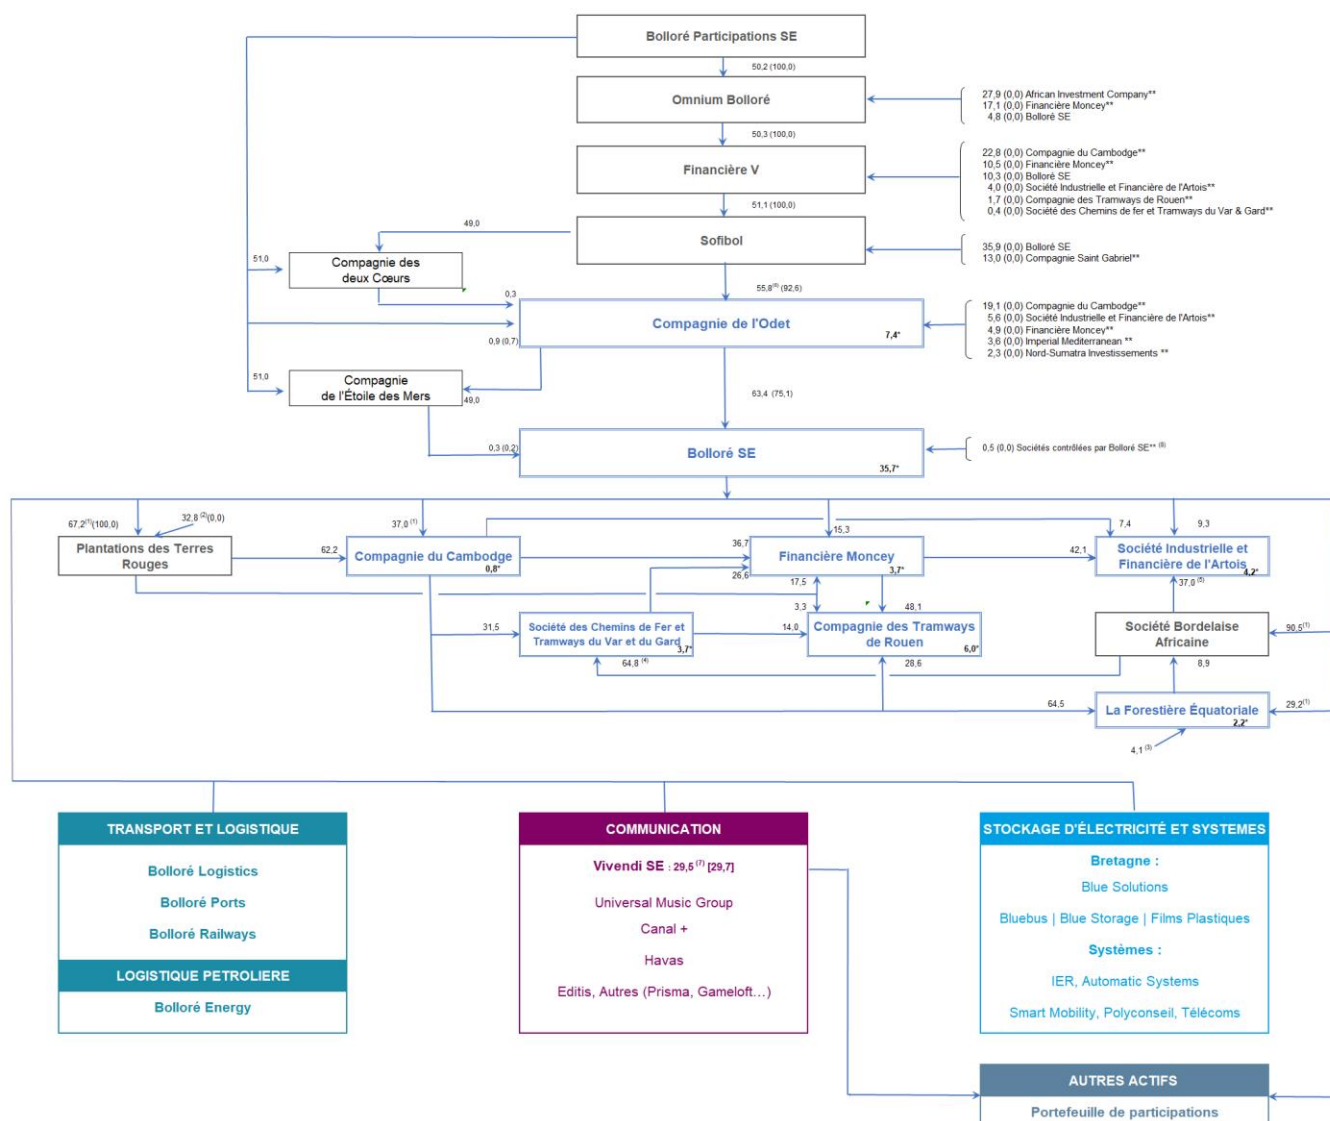 Bolloré Participations SE
50,2 (100,0)
Omnium Bolloré
27,9 (0,0) African Investment Company**
17,1 (0,0) Financière Moncey**
4,8 (0,0) Bolloré SE
50,3 (100,0)
Financière V
22,8 (0,0) Compagnie du Cambodge**
10,5 (0,0) Financière Moncey**
10,3 (0,0) Bolloré SE
4,0 (0,0) Société Industrielle et Financière de l'Artois**
1,7 (0,0) Compagnie des Tramways de Rouen**
0,4 (0,0) Société des Chemins de fer et Tramways du Var & Gard**
51,1 (100,0)
49,0
Sofibol
35,9 (0,0) Bolloré SE
13,0 (0,0) Compagnie Saint Gabriel**
51,0
Compagnie des
deux Cœurs
0,3
55,8⁽⁶⁾ (92,6)
Compagnie de l'Odet
7,4*
0,9 (0,7)
19,1 (0,0) Compagnie du Cambodge**
5,6 (0,0) Société Industrielle et Financière de l'Artois**
4,9 (0,0) Financière Moncey**
3,6 (0,0) Imperial Mediterranean **
2,3 (0,0) Nord-Sumatra Investissements **
51,0
Compagnie
de l'Étoile des Mers
49,0
63,4 (75,1)
0,3 (0,2)
Bolloré SE
35,7*
0,5 (0,0) Sociétés contrôlées par Bolloré SE** ⁽⁸⁾
67,2⁽¹⁾(100,0)
32,8 ⁽²⁾(0,0)
37,0 ⁽¹⁾
15,3
7,4
9,3
Plantations des Terres
Rouges
62,2
Compagnie du Cambodge
0,8*
36,7
26,6
Financière Moncey
3,7*
42,1
Société Industrielle et
Financière de l'Artois
4,2*
17,5
37,0 ⁽⁵⁾
3,3
48,1
31,5
Société des Chemins de Fer et
Tramways du Var et du Gard
3,7*
14,0
Compagnie des Tramways
de Rouen
6,0*
Société Bordelaise
Africaine
90,5⁽¹⁾
64,8 ⁽⁴⁾
28,6
8,9
64,5
La Forestière Équatoriale
2,2*
29,2⁽¹⁾
4,1 ⁽³⁾
TRANSPORT ET LOGISTIQUE
Bolloré Logistics
Bolloré Ports
Bolloré Railways
LOGISTIQUE PETROLIERE
Bolloré Energy
COMMUNICATION
Vivendi SE : 29,5 ⁽⁷⁾ [29,7]
Universal Music Group
Canal +
Havas
Editis, Autres (Prisma, Gameloft…)
STOCKAGE D'ÉLECTRICITÉ ET SYSTEMES
Bretagne :
Blue Solutions
Bluebus | Blue Storage | Films Plastiques
Systèmes :
IER, Automatic Systems
Smart Mobility, Polyconseil, Télécoms
AUTRES ACTIFS
Portefeuille de participations